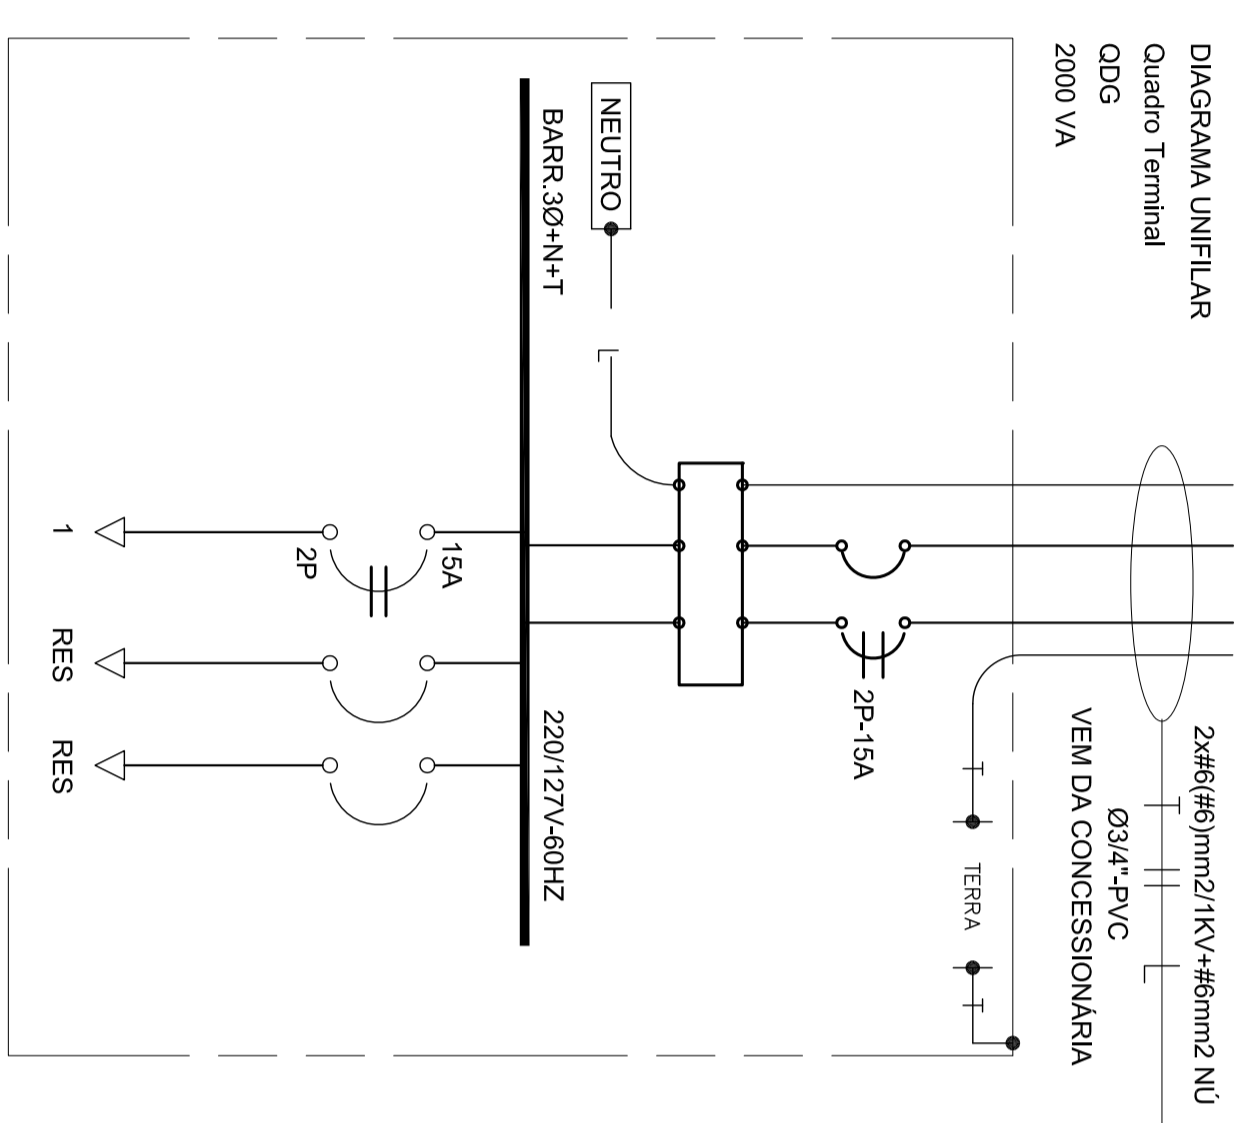 DIAGRAMA UNIFILAR
Quadro Terminal
QDG
2000 VA
2x#6(#6)mm2/1KV+#6mm2 NÚ
Ø3/4"-PVC
VEM DA CONCESSIONÁRIA
TERRA
2P-15A
NEUTRO
BARR.3Ø+N+T
220/127V-60HZ
15A
2P
1
RES
RES